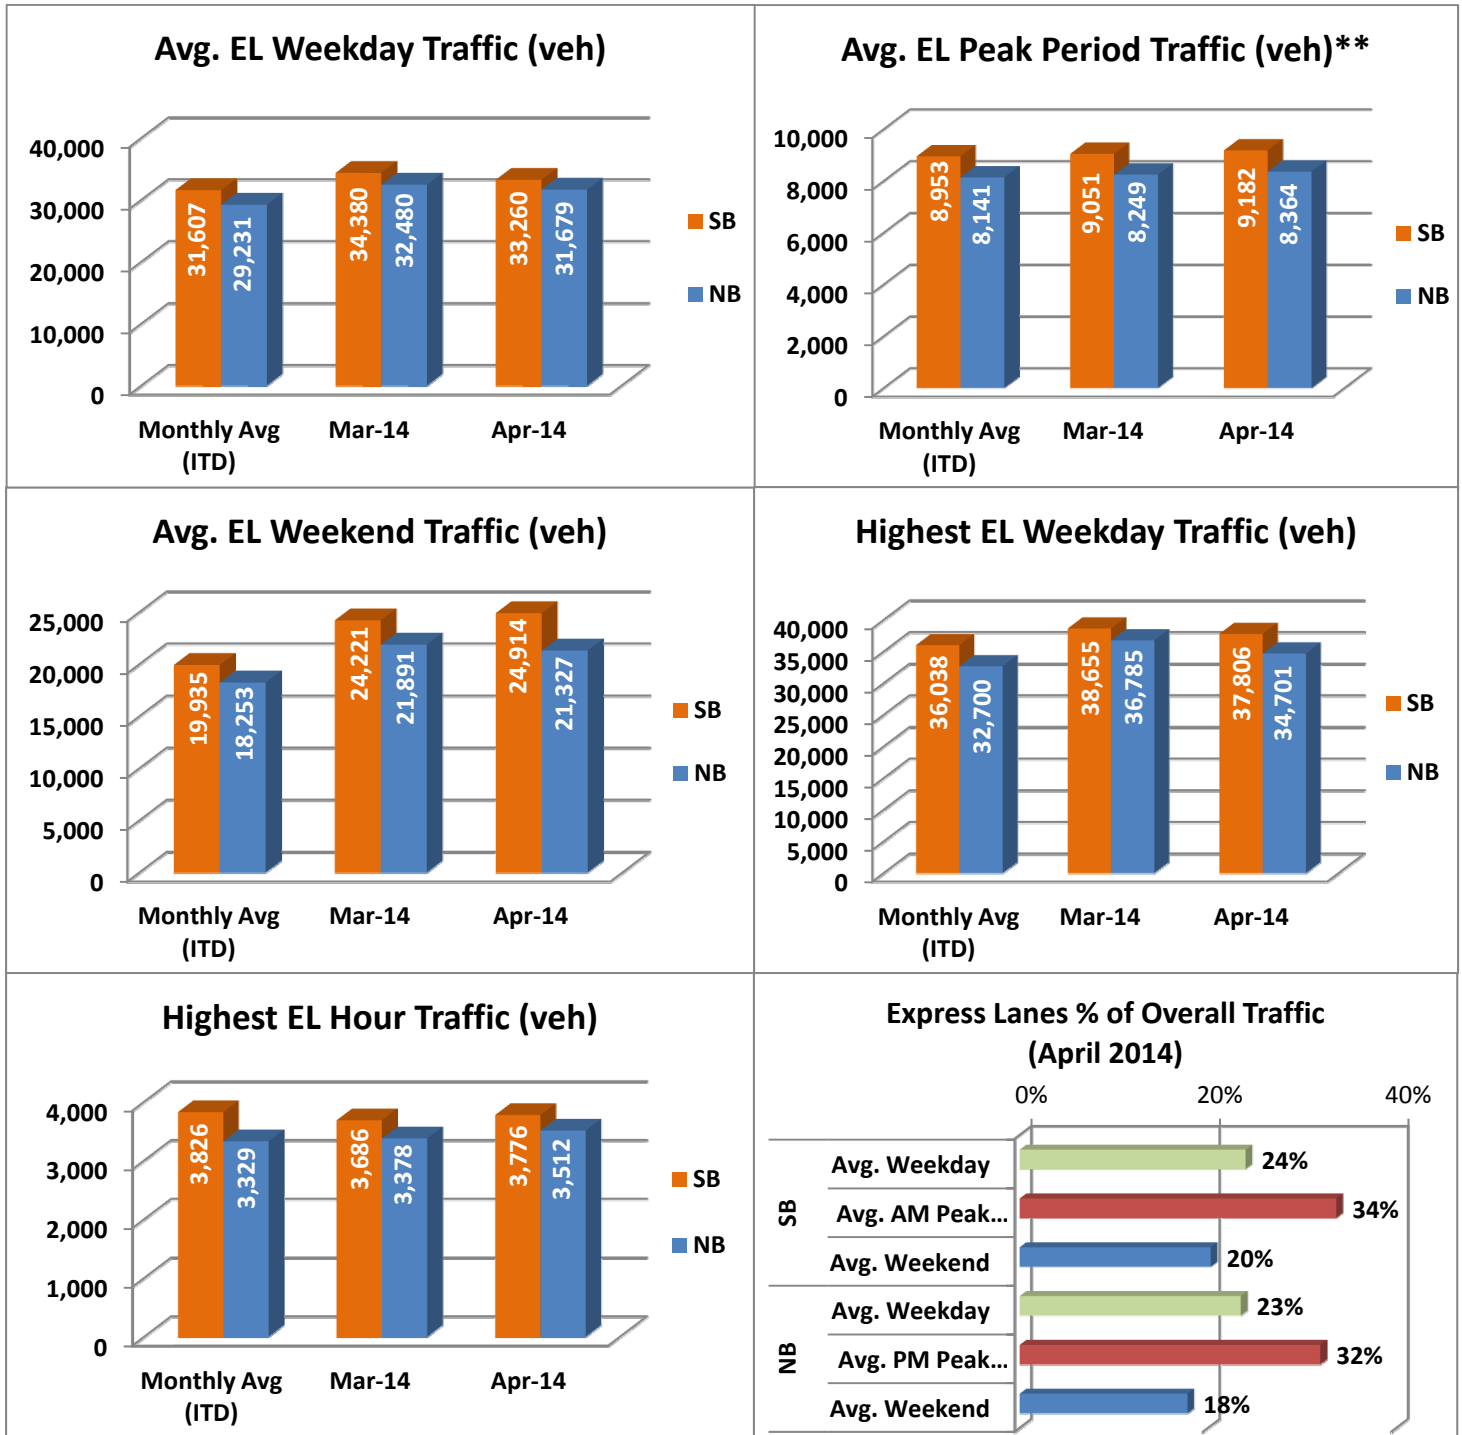 Avg. EL Weekday Traffic (veh)
40,000
30,000
20,000
10,000
0
31,607
29,231
34,380
32,480
33,260
31,679
SB
NB
Monthly Avg
(ITD)
Mar-14
Apr-14
Avg. EL Peak Period Traffic (veh)**
10,000
8,000
6,000
4,000
2,000
0
8,953
8,141
9,051
8,249
9,182
8,364
SB
NB
Monthly Avg
(ITD)
Mar-14
Apr-14
Avg. EL Weekend Traffic (veh)
25,000
20,000
15,000
10,000
5,000
0
19,935
18,253
24,221
21,891
24,914
21,327
SB
NB
Monthly Avg
(ITD)
Mar-14
Apr-14
Highest EL Weekday Traffic (veh)
40,000
35,000
30,000
25,000
20,000
15,000
10,000
5,000
0
36,038
32,700
38,655
36,785
37,806
34,701
SB
NB
Monthly Avg
(ITD)
Mar-14
Apr-14
Highest EL Hour Traffic (veh)
4,000
3,000
2,000
1,000
0
3,826
3,329
3,686
3,378
3,776
3,512
SB
NB
Monthly Avg
(ITD)
Mar-14
Apr-14
Express Lanes % of Overall Traffic
(April 2014)
0% 20% 40%
SB
Avg. Weekday 24%
Avg. AM Peak... 34%
Avg. Weekend 20%
NB
Avg. Weekday 23%
Avg. PM Peak... 32%
Avg. Weekend 18%